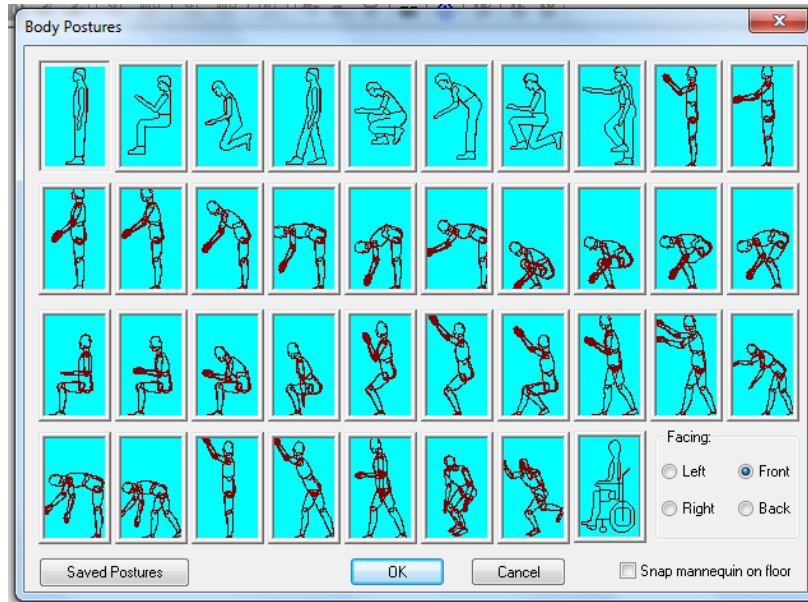 Body Postures
Facing:
Left
Front
Right
Back
Saved Postures
OK
Cancel
Snap mannequin on floor